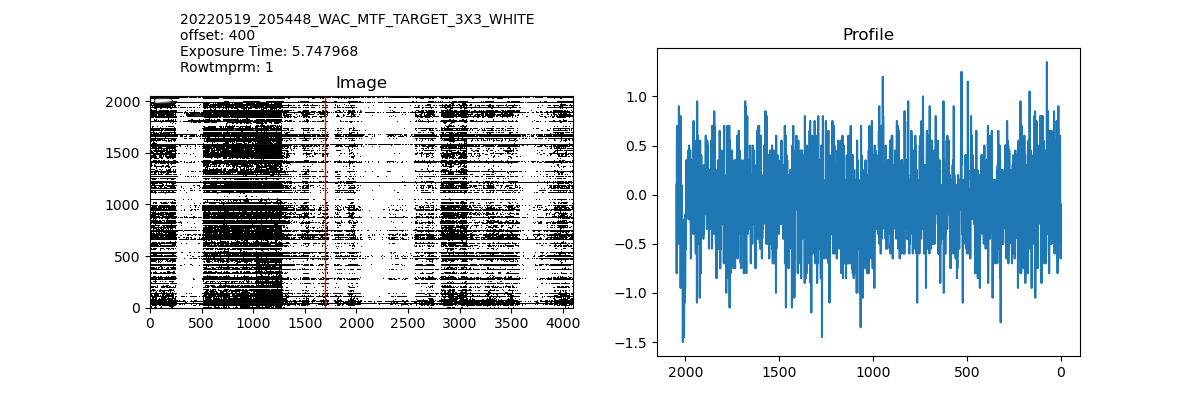 20220519_205448_WAC_MTF_TARGET_3X3_WHITE
offset: 400
Exposure Time: 5.747968
Rowtmprm: 1
Image
2000
1500
1000
500
0
0 500 1000 1500 2000 2500 3000 3500 4000
Profile
1.0
0.5
0.0
−0.5
−1.0
−1.5
2000 1500 1000 500 0